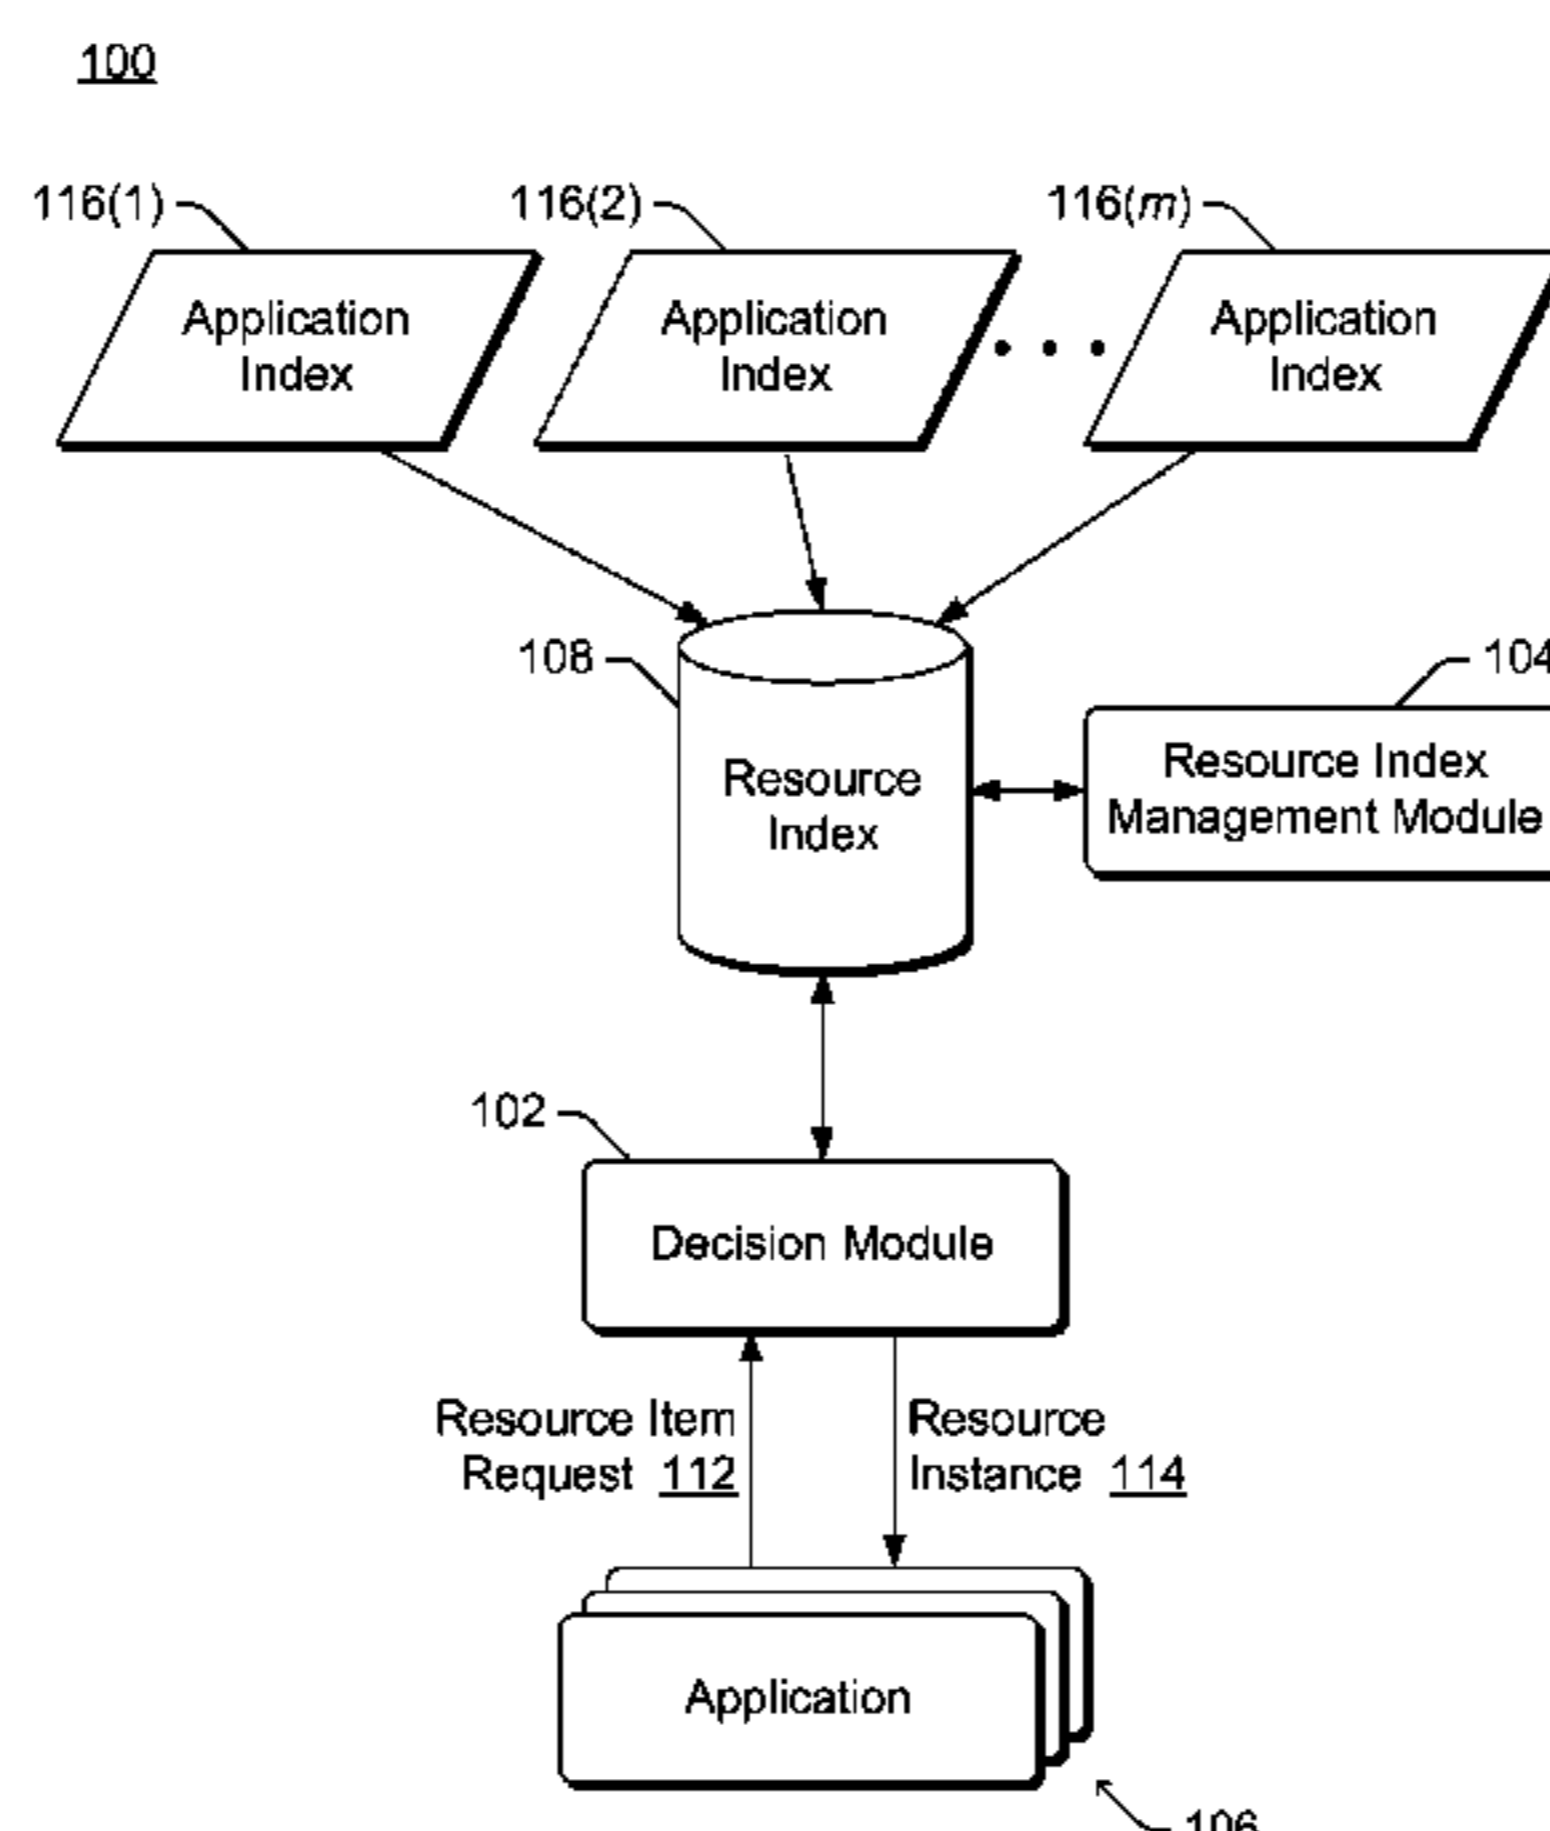 100
116(1)
116(2)
116(m)
Application
Index
Application
Index
. . .
Application
Index
108
104
Resource
Index
Resource Index
Management Module
102
Decision Module
Resource Item
Request 112
Resource
Instance 114
Application
106